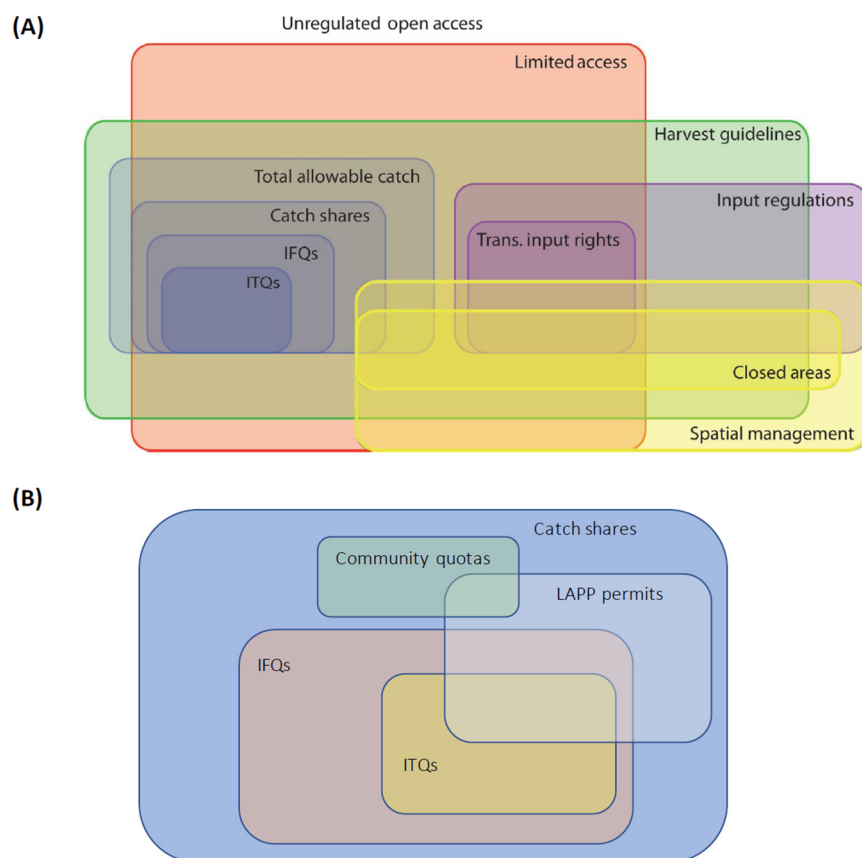 (A)
Unregulated open access
Limited access
Harvest guidelines
Total allowable catch
Input regulations
Catch shares
Trans. input rights
IFQs
ITQs
Closed areas
Spatial management
(B)
Catch shares
Community quotas
LAPP permits
IFQs
ITQs